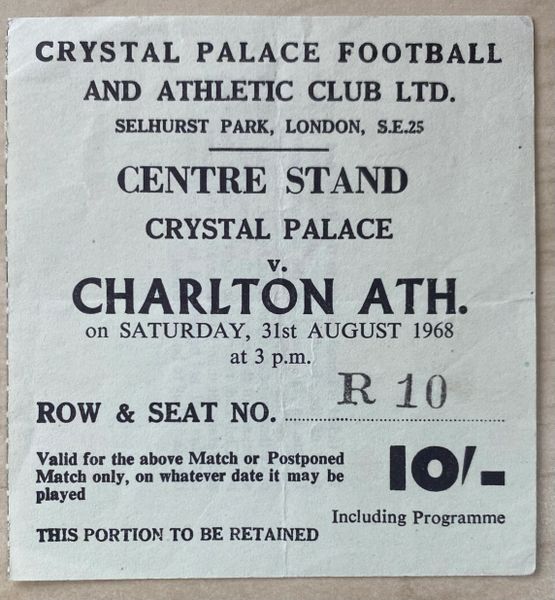 CRYSTAL PALACE FOOTBALL
AND ATHLETIC CLUB LTD.
SELHURST PARK, LONDON, S.E.25
CENTRE STAND
CRYSTAL PALACE
v.
CHARLTON ATH.
on SATURDAY, 31st AUGUST 1968
at 3 p.m.
ROW & SEAT NO. R 10
Valid for the above Match or Postponed
Match only, on whatever date it may be
played
10/-
Including Programme
THIS PORTION TO BE RETAINED